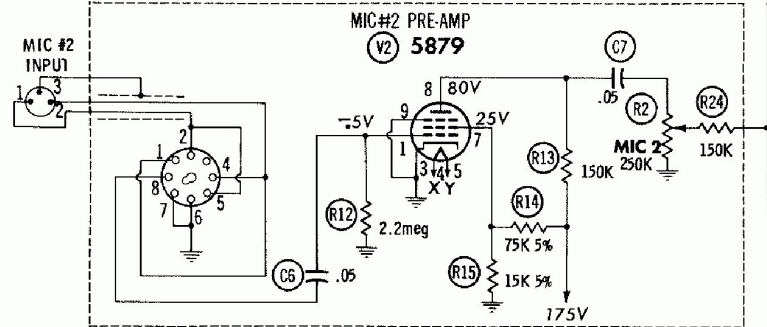 MIC#2 PRE-AMP
V2 5879
MIC #2
INPUT
1
3
2
8
80V
C7
.05
R2
MIC 2
250K
R24
150K
-.5V
9
1
25V
7
3
4
5
X Y
R13
150K
1
2
4
8
5
7
6
R12
2.2meg
R14
75K 5%
C6
.05
R15
15K 5%
175V